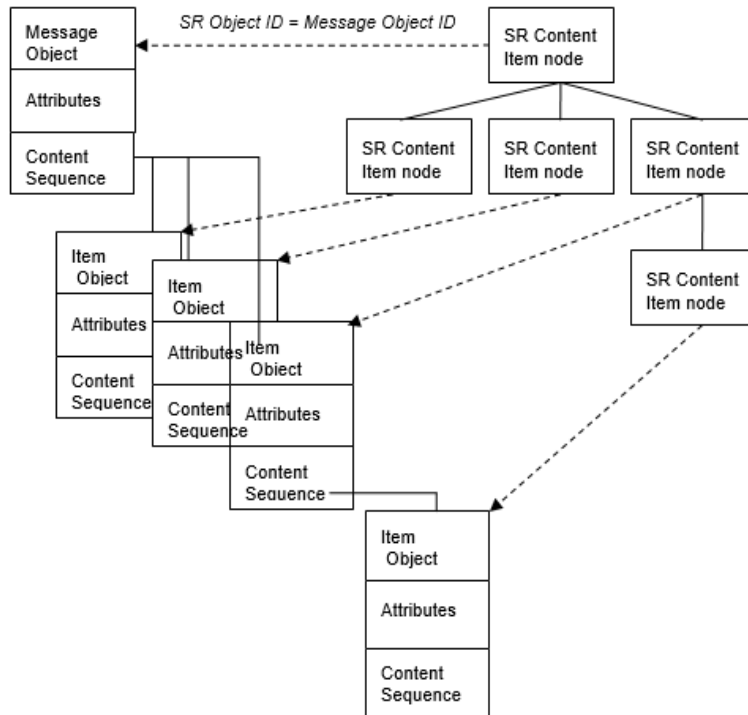 Message
Object
SR Object ID = Message Object ID
SR Content
Item node
Attributes
Content
Sequence
SR Content
Item node
SR Content
Item node
SR Content
Item node
Item
Object
Attributes
Content
Sequence
Item
Object
Attributes
Content
Sequence
Item
Object
Attributes
Content
Sequence
SR Content
Item node
Item
Object
Attributes
Content
Sequence